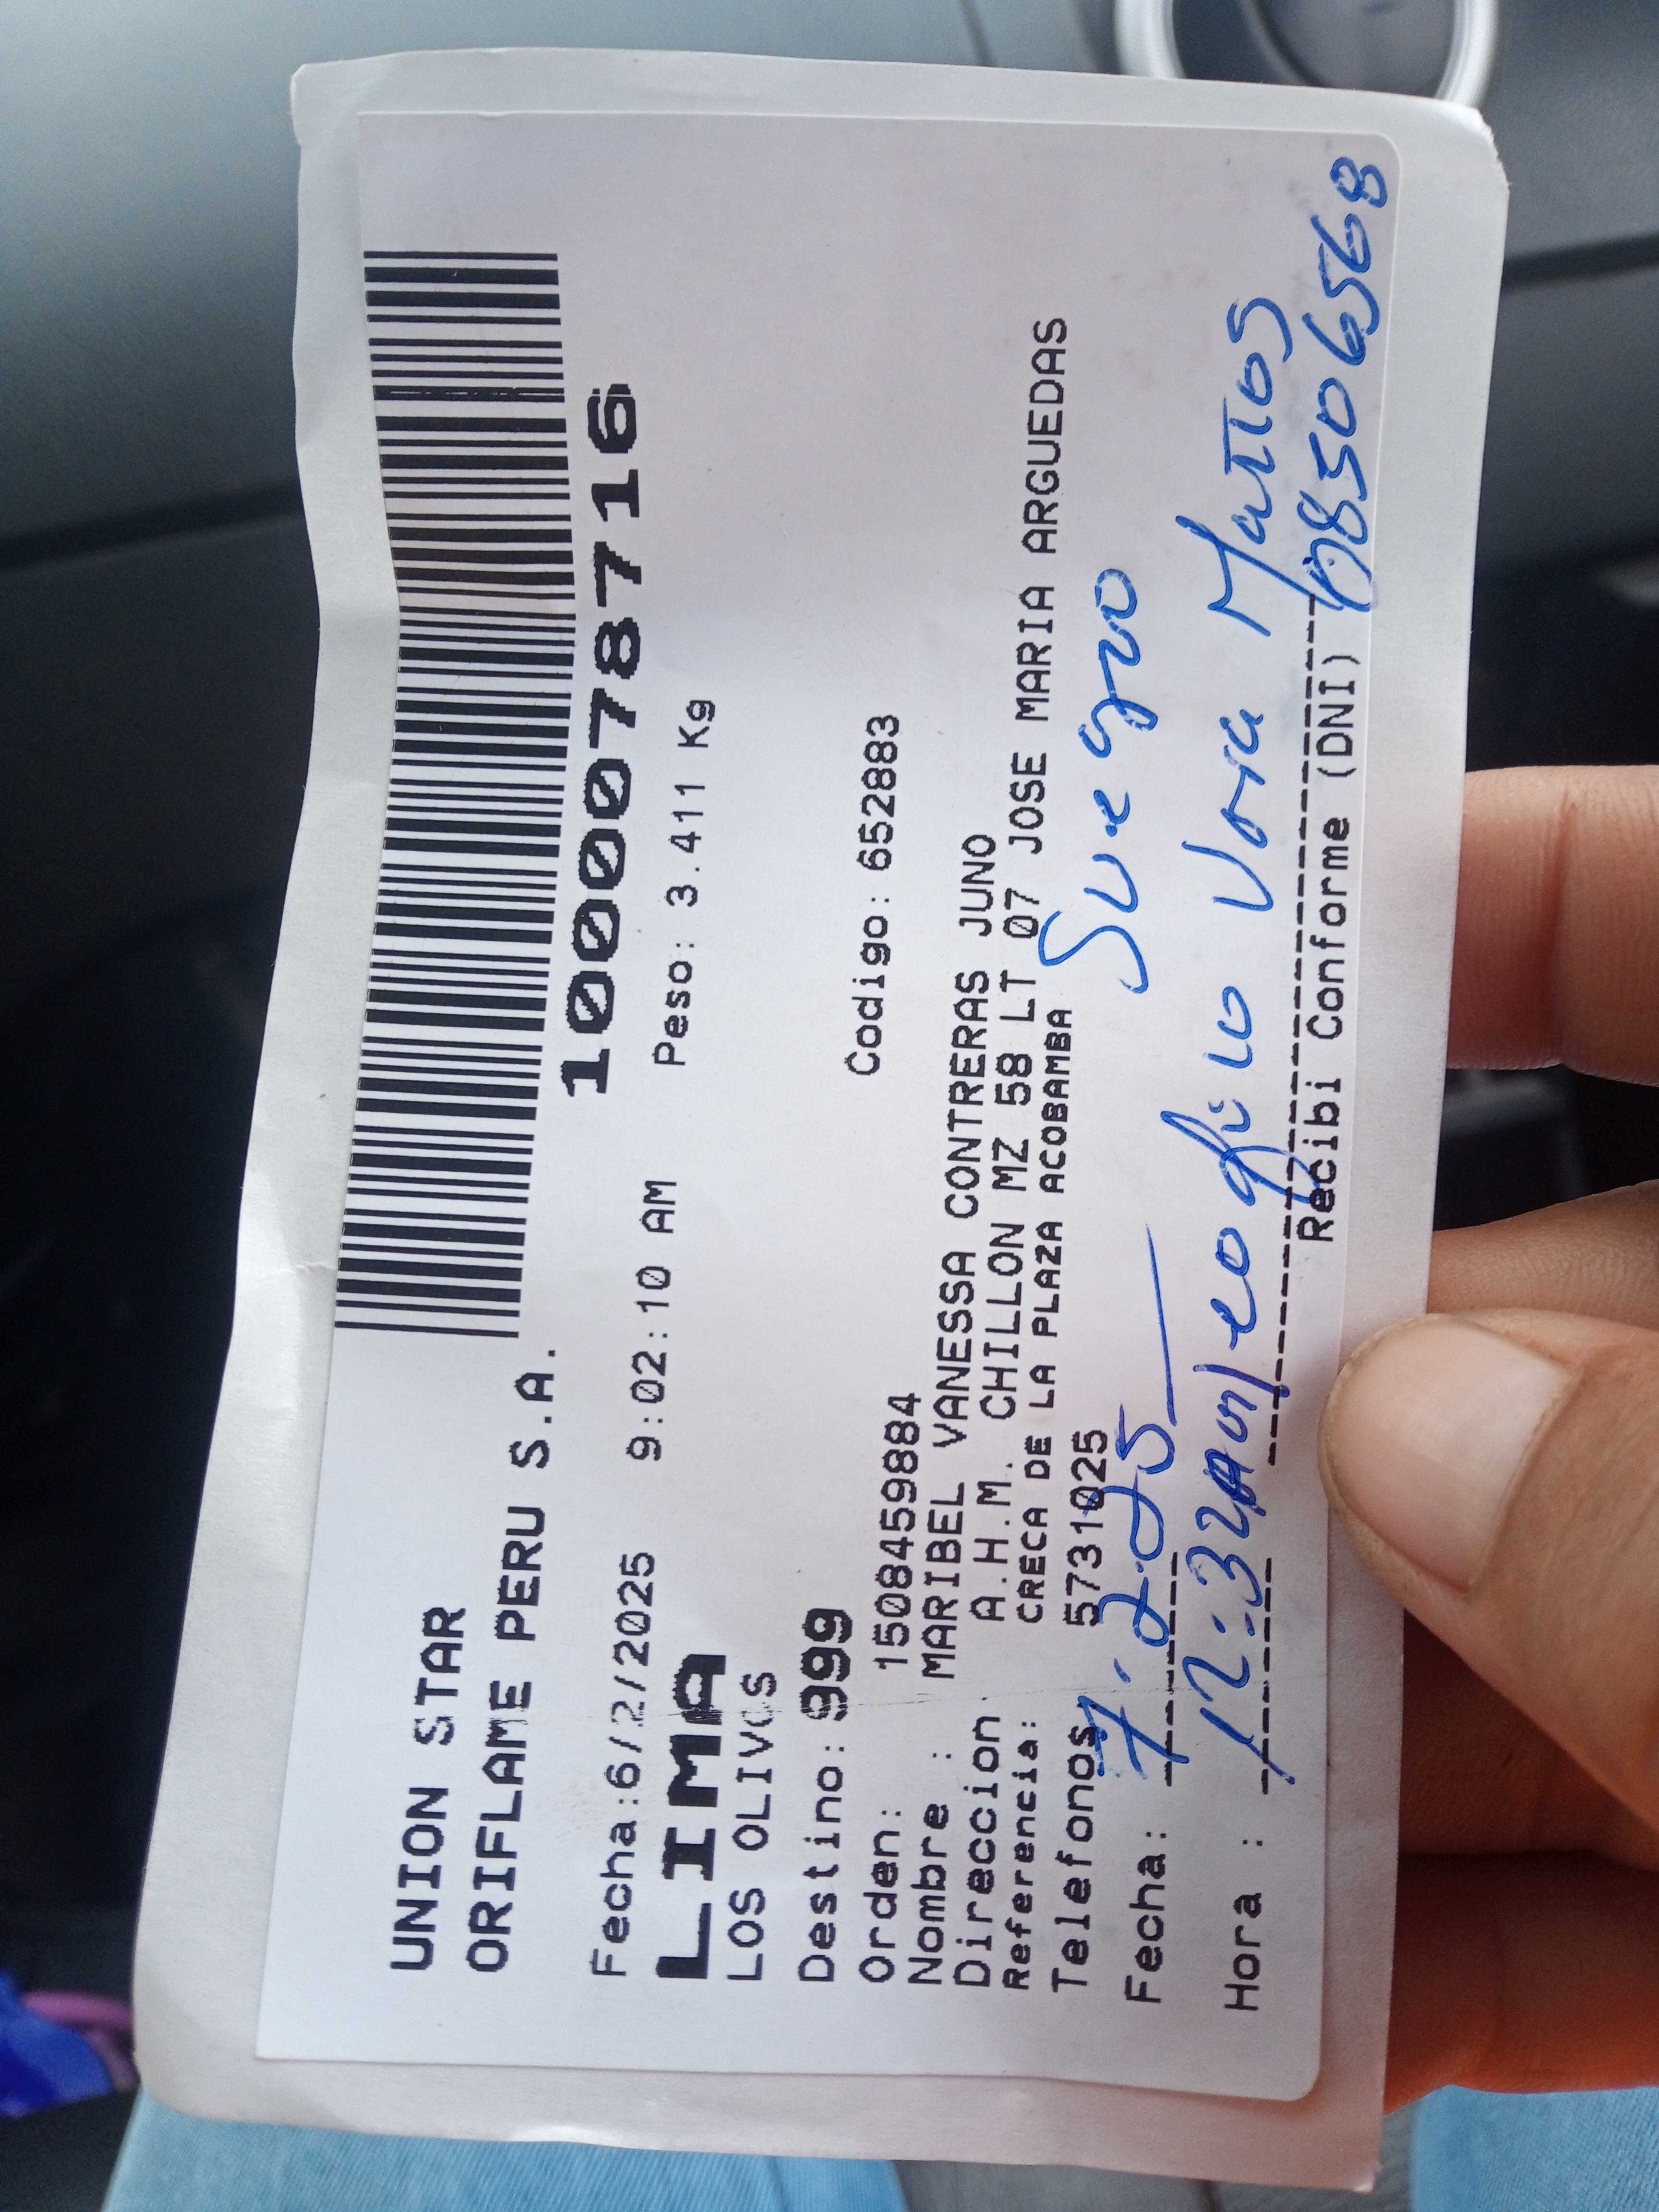 UNION STAR
ORIFLAME PERU S.A.
1000078716
Fecha:6/2/2025 9:02:10 AM Peso: 3.411 Kg
LIMA
LOS OLIVOS
Destino: 999
Orden: 1508459884 Codigo: 652883
Nombre : MARIBEL VANESSA CONTRERAS JUNO
Direccion A.H.M. CHILLON MZ 58 LT 07 JOSE MARIA ARGUEDAS
Referencia: CRECA DE LA PLAZA ACOBAMBA
Telefonos 5731025 Suegro
Fecha: 7.2.25
Hora : 12:32 Teofilo Matios
Recibi Conforme (DNI) 08506568